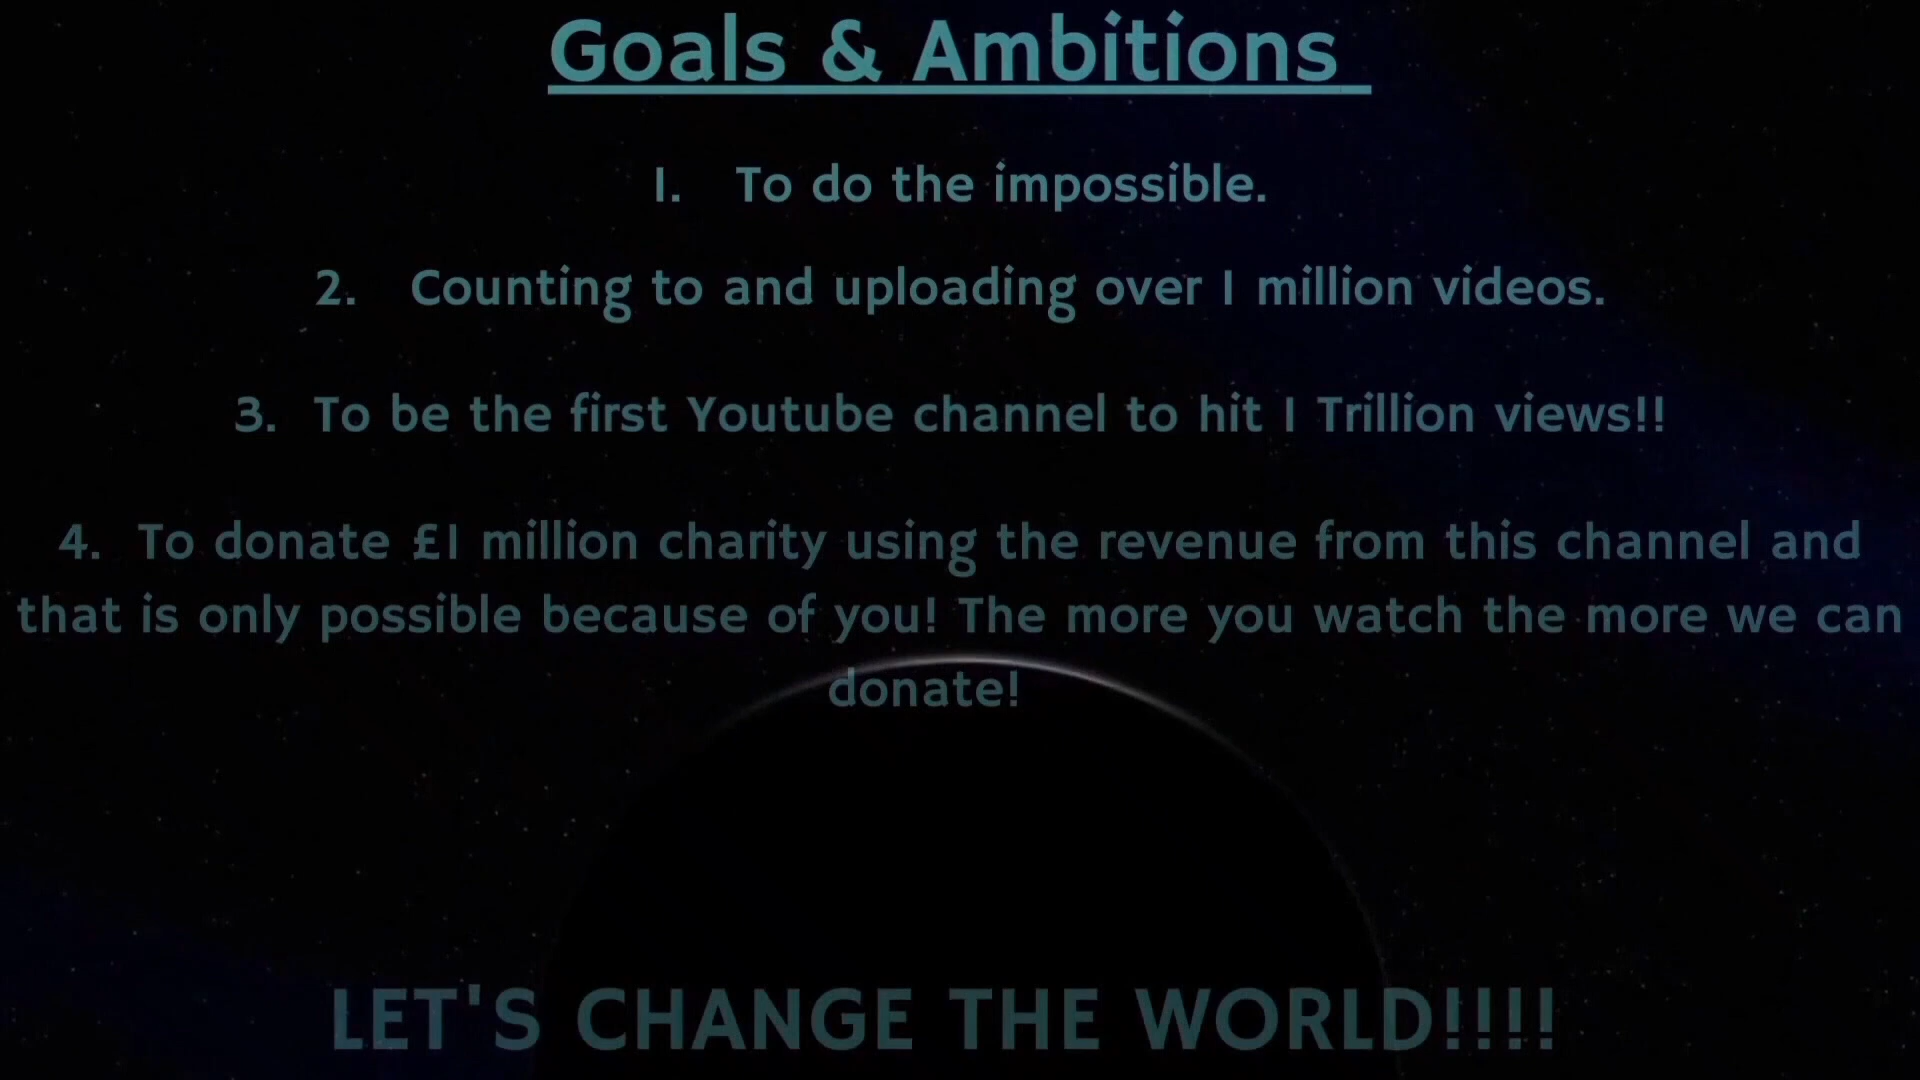 Goals & Ambitions
1. To do the impossible.
2. Counting to and uploading over 1 million videos.
3. To be the first Youtube channel to hit 1 Trillion views!!
4. To donate £1 million charity using the revenue from this channel and
that is only possible because of you! The more you watch the more we can
donate!
LET'S CHANGE THE WORLD!!!!